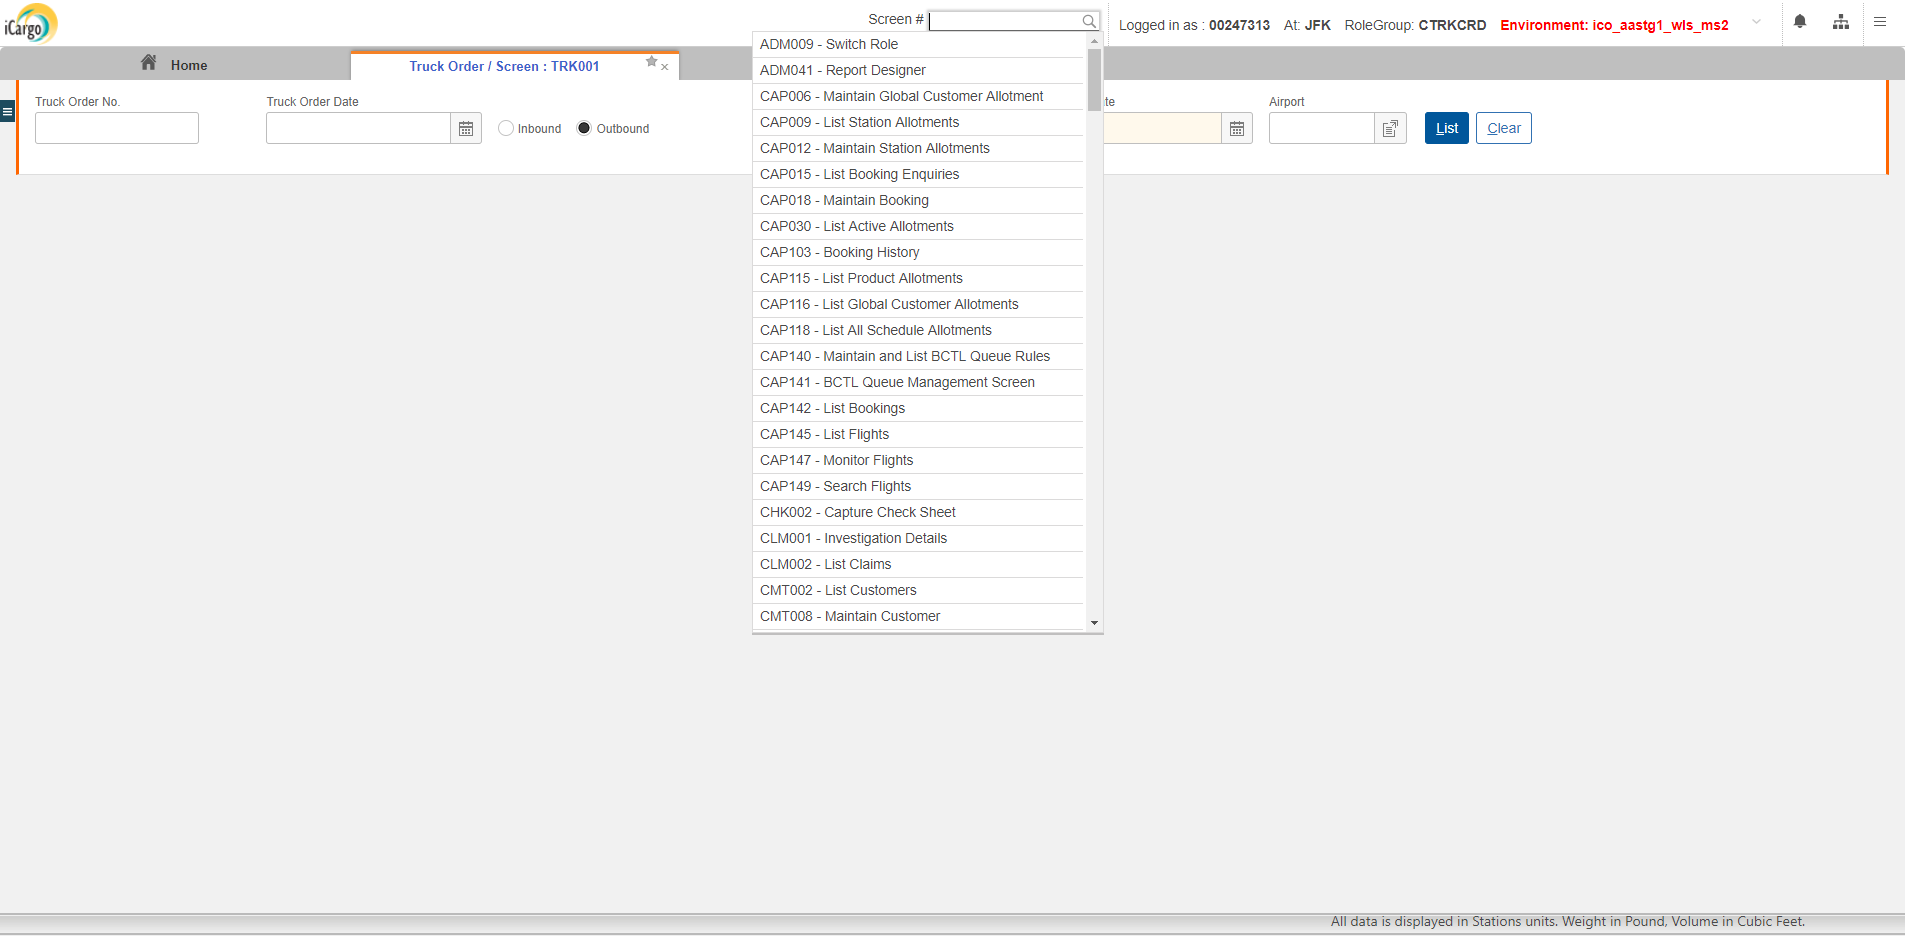 iCargo
Screen #
Logged in as : 00247313 At: JFK RoleGroup: CTRKCRD Environment: ico_aastg1_wls_ms2
Home
Truck Order / Screen : TRK001
Truck Order No.
Truck Order Date
Inbound
Outbound
te
Airport
List
Clear
ADM009 - Switch Role
ADM041 - Report Designer
CAP006 - Maintain Global Customer Allotment
CAP009 - List Station Allotments
CAP012 - Maintain Station Allotments
CAP015 - List Booking Enquiries
CAP018 - Maintain Booking
CAP030 - List Active Allotments
CAP103 - Booking History
CAP115 - List Product Allotments
CAP116 - List Global Customer Allotments
CAP118 - List All Schedule Allotments
CAP140 - Maintain and List BCTL Queue Rules
CAP141 - BCTL Queue Management Screen
CAP142 - List Bookings
CAP145 - List Flights
CAP147 - Monitor Flights
CAP149 - Search Flights
CHK002 - Capture Check Sheet
CLM001 - Investigation Details
CLM002 - List Claims
CMT002 - List Customers
CMT008 - Maintain Customer
All data is displayed in Stations units. Weight in Pound, Volume in Cubic Feet.